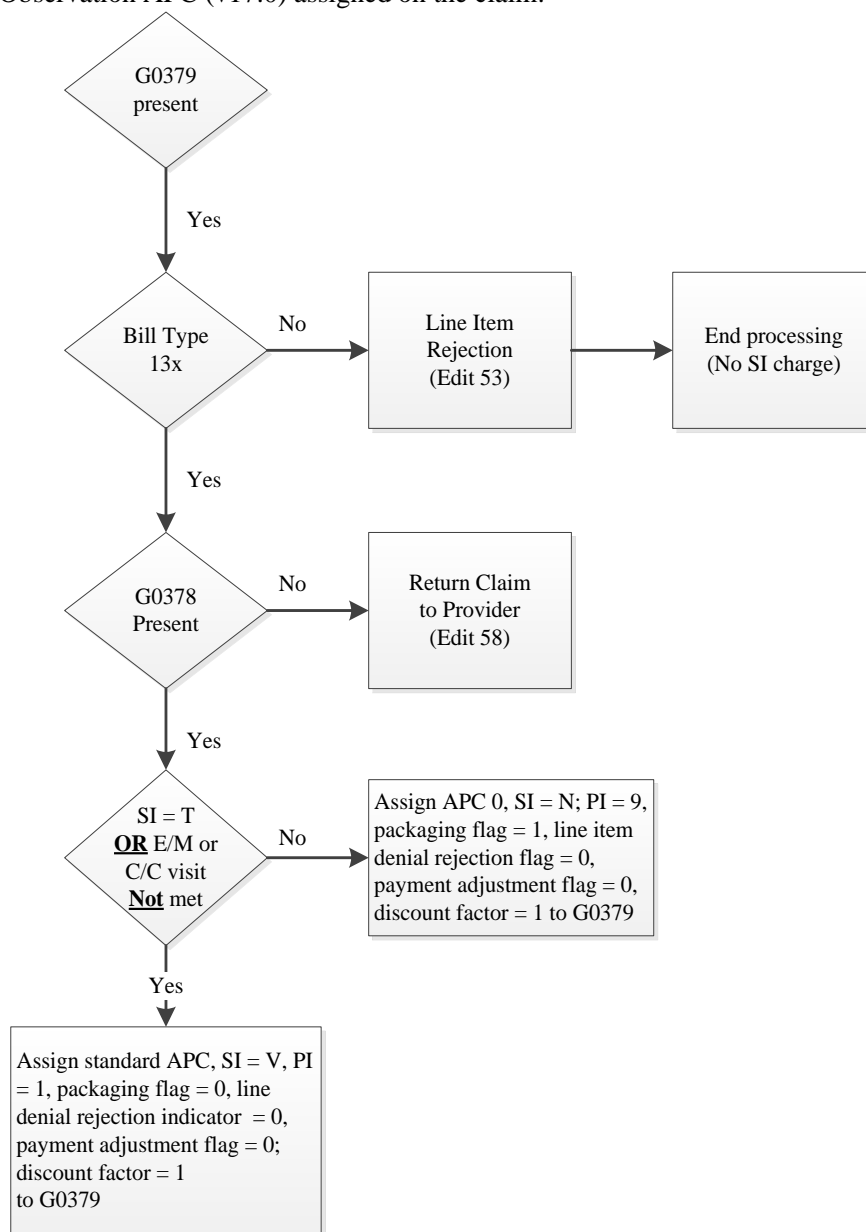 Observation APC (v17.0) assigned on the claim.
G0379
present
Yes
Bill Type
13x
No
Line Item
Rejection
(Edit 53)
End processing
(No SI charge)
Yes
G0378
Present
No
Return Claim
to Provider
(Edit 58)
Yes
SI = T
OR E/M or
C/C visit
Not met
No
Assign APC 0, SI = N; PI = 9,
packaging flag = 1, line item
denial rejection flag = 0,
payment adjustment flag = 0,
discount factor = 1 to G0379
Yes
Assign standard APC, SI = V, PI
= 1, packaging flag = 0, line
denial rejection indicator = 0,
payment adjustment flag = 0;
discount factor = 1
to G0379